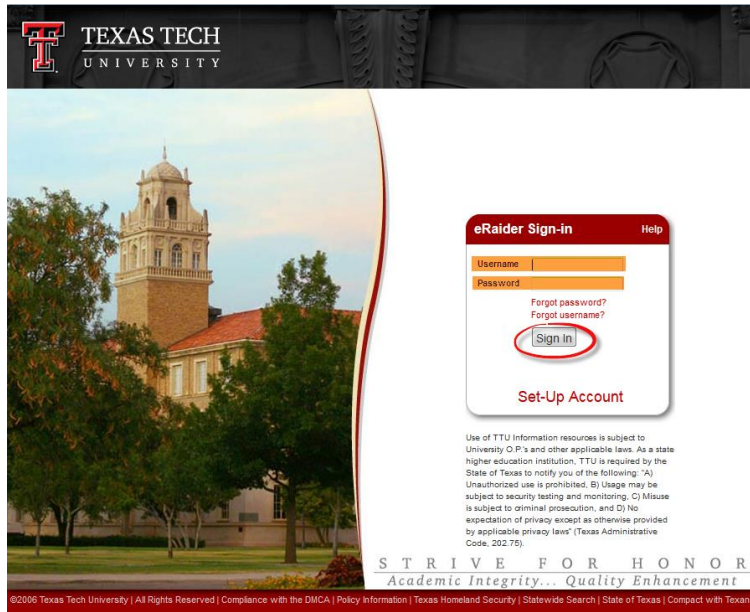 TEXAS TECH
UNIVERSITY
eRaider Sign-in Help
Username
Password
Forgot password?
Forgot username?
Sign In
Set-Up Account
Use of TTU Information resources is subject to
University O.P.'s and other applicable laws. As a state
higher education institution, TTU is required by the
State of Texas to notify you of the following: "A)
Unauthorized use is prohibited, B) Usage may be
subject to security testing and monitoring, C) Misuse
is subject to criminal prosecution, and D) No
expectation of privacy except as otherwise provided
by applicable privacy laws" (Texas Administrative
Code, 202.75).
STRIVE FOR HONOR
Academic Integrity... Quality Enhancement
©2006 Texas Tech University | All Rights Reserved | Compliance with the DMCA | Policy Information | Texas Homeland Security | Statewide Search | State of Texas | Compact with Texan